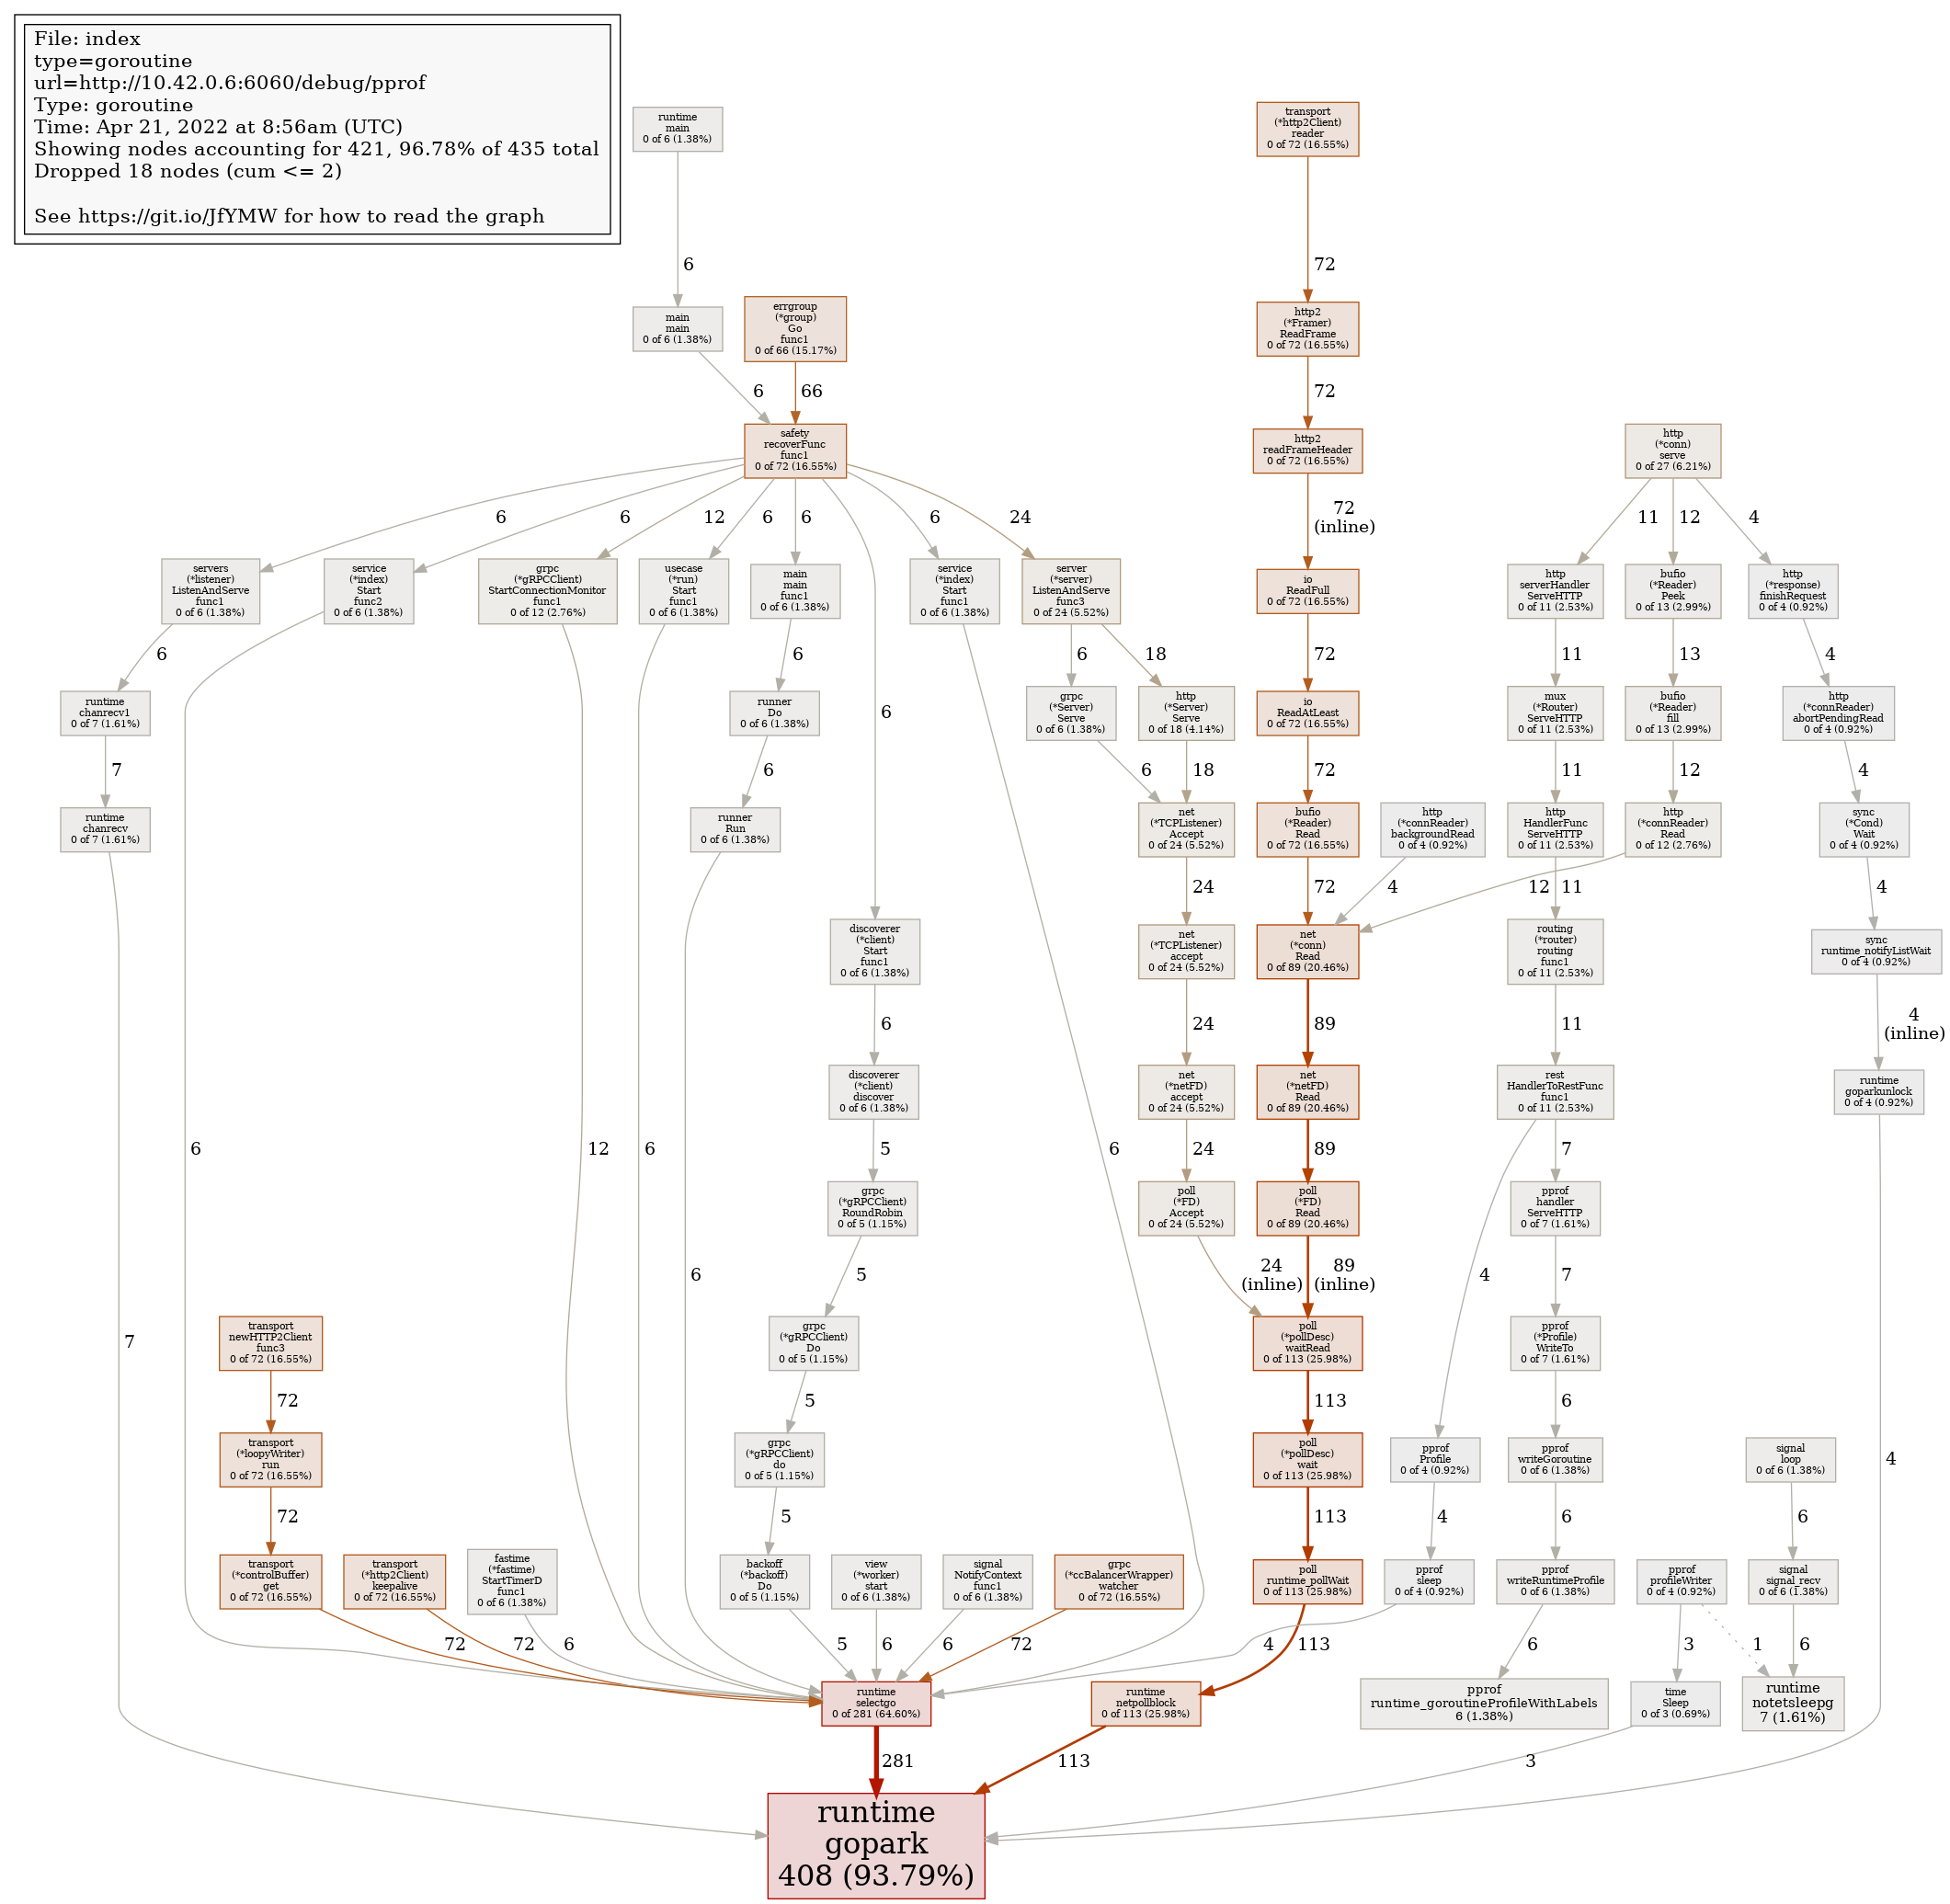 File: index
type=goroutine
url=http://10.42.0.6:6060/debug/pprof
Type: goroutine
Time: Apr 21, 2022 at 8:56am (UTC)
Showing nodes accounting for 421, 96.78% of 435 total
Dropped 18 nodes (cum <= 2)
See https://git.io/JfYMW for how to read the graph
runtime
main
0 of 6 (1.38%)
transport
(*http2Client)
reader
0 of 72 (16.55%)
6
72
main
main
0 of 6 (1.38%)
errgroup
(*group)
Go
func1
0 of 66 (15.17%)
http2
(*Framer)
ReadFrame
0 of 72 (16.55%)
6
66
72
safety
recoverFunc
func1
0 of 72 (16.55%)
http2
readFrameHeader
0 of 72 (16.55%)
http
(*conn)
serve
0 of 27 (6.21%)
6
6
12
6
6
6
24
72
(inline)
11
12
4
servers
(*listener)
ListenAndServe
func1
0 of 6 (1.38%)
service
(*index)
Start
func2
0 of 6 (1.38%)
grpc
(*gRPCClient)
StartConnectionMonitor
func1
0 of 12 (2.76%)
usecase
(*run)
Start
func1
0 of 6 (1.38%)
main
main
func1
0 of 6 (1.38%)
service
(*index)
Start
func1
0 of 6 (1.38%)
server
(*server)
ListenAndServe
func3
0 of 24 (5.52%)
io
ReadFull
0 of 72 (16.55%)
http
serverHandler
ServeHTTP
0 of 11 (2.53%)
bufio
(*Reader)
Peek
0 of 13 (2.99%)
http
(*response)
finishRequest
0 of 4 (0.92%)
6
6
6
18
72
11
13
4
runtime
chanrecv1
0 of 7 (1.61%)
runner
Do
0 of 6 (1.38%)
6
grpc
(*Server)
Serve
0 of 6 (1.38%)
http
(*Server)
Serve
0 of 18 (4.14%)
io
ReadAtLeast
0 of 72 (16.55%)
mux
(*Router)
ServeHTTP
0 of 11 (2.53%)
bufio
(*Reader)
fill
0 of 13 (2.99%)
http
(*connReader)
abortPendingRead
0 of 4 (0.92%)
7
6
6
18
72
11
12
4
runtime
chanrecv
0 of 7 (1.61%)
runner
Run
0 of 6 (1.38%)
net
(*TCPListener)
Accept
0 of 24 (5.52%)
bufio
(*Reader)
Read
0 of 72 (16.55%)
http
(*connReader)
backgroundRead
0 of 4 (0.92%)
http
HandlerFunc
ServeHTTP
0 of 11 (2.53%)
http
(*connReader)
Read
0 of 12 (2.76%)
sync
(*Cond)
Wait
0 of 4 (0.92%)
24
72
4
12
11
4
discoverer
(*client)
Start
func1
0 of 6 (1.38%)
net
(*TCPListener)
accept
0 of 24 (5.52%)
net
(*conn)
Read
0 of 89 (20.46%)
routing
(*router)
routing
func1
0 of 11 (2.53%)
sync
runtime_notifyListWait
0 of 4 (0.92%)
6
24
89
11
4
(inline)
discoverer
(*client)
discover
0 of 6 (1.38%)
net
(*netFD)
accept
0 of 24 (5.52%)
net
(*netFD)
Read
0 of 89 (20.46%)
rest
HandlerToRestFunc
func1
0 of 11 (2.53%)
runtime
goparkunlock
0 of 4 (0.92%)
6
12
6
5
6
24
89
7
grpc
(*gRPCClient)
RoundRobin
0 of 5 (1.15%)
poll
(*FD)
Accept
0 of 24 (5.52%)
poll
(*FD)
Read
0 of 89 (20.46%)
pprof
handler
ServeHTTP
0 of 7 (1.61%)
6
5
24
(inline)
89
(inline)
4
7
transport
newHTTP2Client
func3
0 of 72 (16.55%)
7
grpc
(*gRPCClient)
Do
0 of 5 (1.15%)
poll
(*pollDesc)
waitRead
0 of 113 (25.98%)
pprof
(*Profile)
WriteTo
0 of 7 (1.61%)
72
5
113
6
transport
(*loopyWriter)
run
0 of 72 (16.55%)
grpc
(*gRPCClient)
do
0 of 5 (1.15%)
poll
(*pollDesc)
wait
0 of 113 (25.98%)
pprof
Profile
0 of 4 (0.92%)
pprof
writeGoroutine
0 of 6 (1.38%)
signal
loop
0 of 6 (1.38%)
4
72
5
113
4
6
6
transport
(*controlBuffer)
get
0 of 72 (16.55%)
transport
(*http2Client)
keepalive
0 of 72 (16.55%)
fastime
(*fastime)
StartTimerD
func1
0 of 6 (1.38%)
backoff
(*backoff)
Do
0 of 5 (1.15%)
view
(*worker)
start
0 of 6 (1.38%)
signal
NotifyContext
func1
0 of 6 (1.38%)
grpc
(*ccBalancerWrapper)
watcher
0 of 72 (16.55%)
poll
runtime_pollWait
0 of 113 (25.98%)
pprof
sleep
0 of 4 (0.92%)
pprof
writeRuntimeProfile
0 of 6 (1.38%)
pprof
profileWriter
0 of 4 (0.92%)
signal
signal_recv
0 of 6 (1.38%)
72
72
6
5
6
6
72
4
113
6
3
1
6
runtime
selectgo
0 of 281 (64.60%)
runtime
netpollblock
0 of 113 (25.98%)
pprof
runtime_goroutineProfileWithLabels
6 (1.38%)
time
Sleep
0 of 3 (0.69%)
runtime
notetsleepg
7 (1.61%)
281
113
3
runtime
gopark
408 (93.79%)